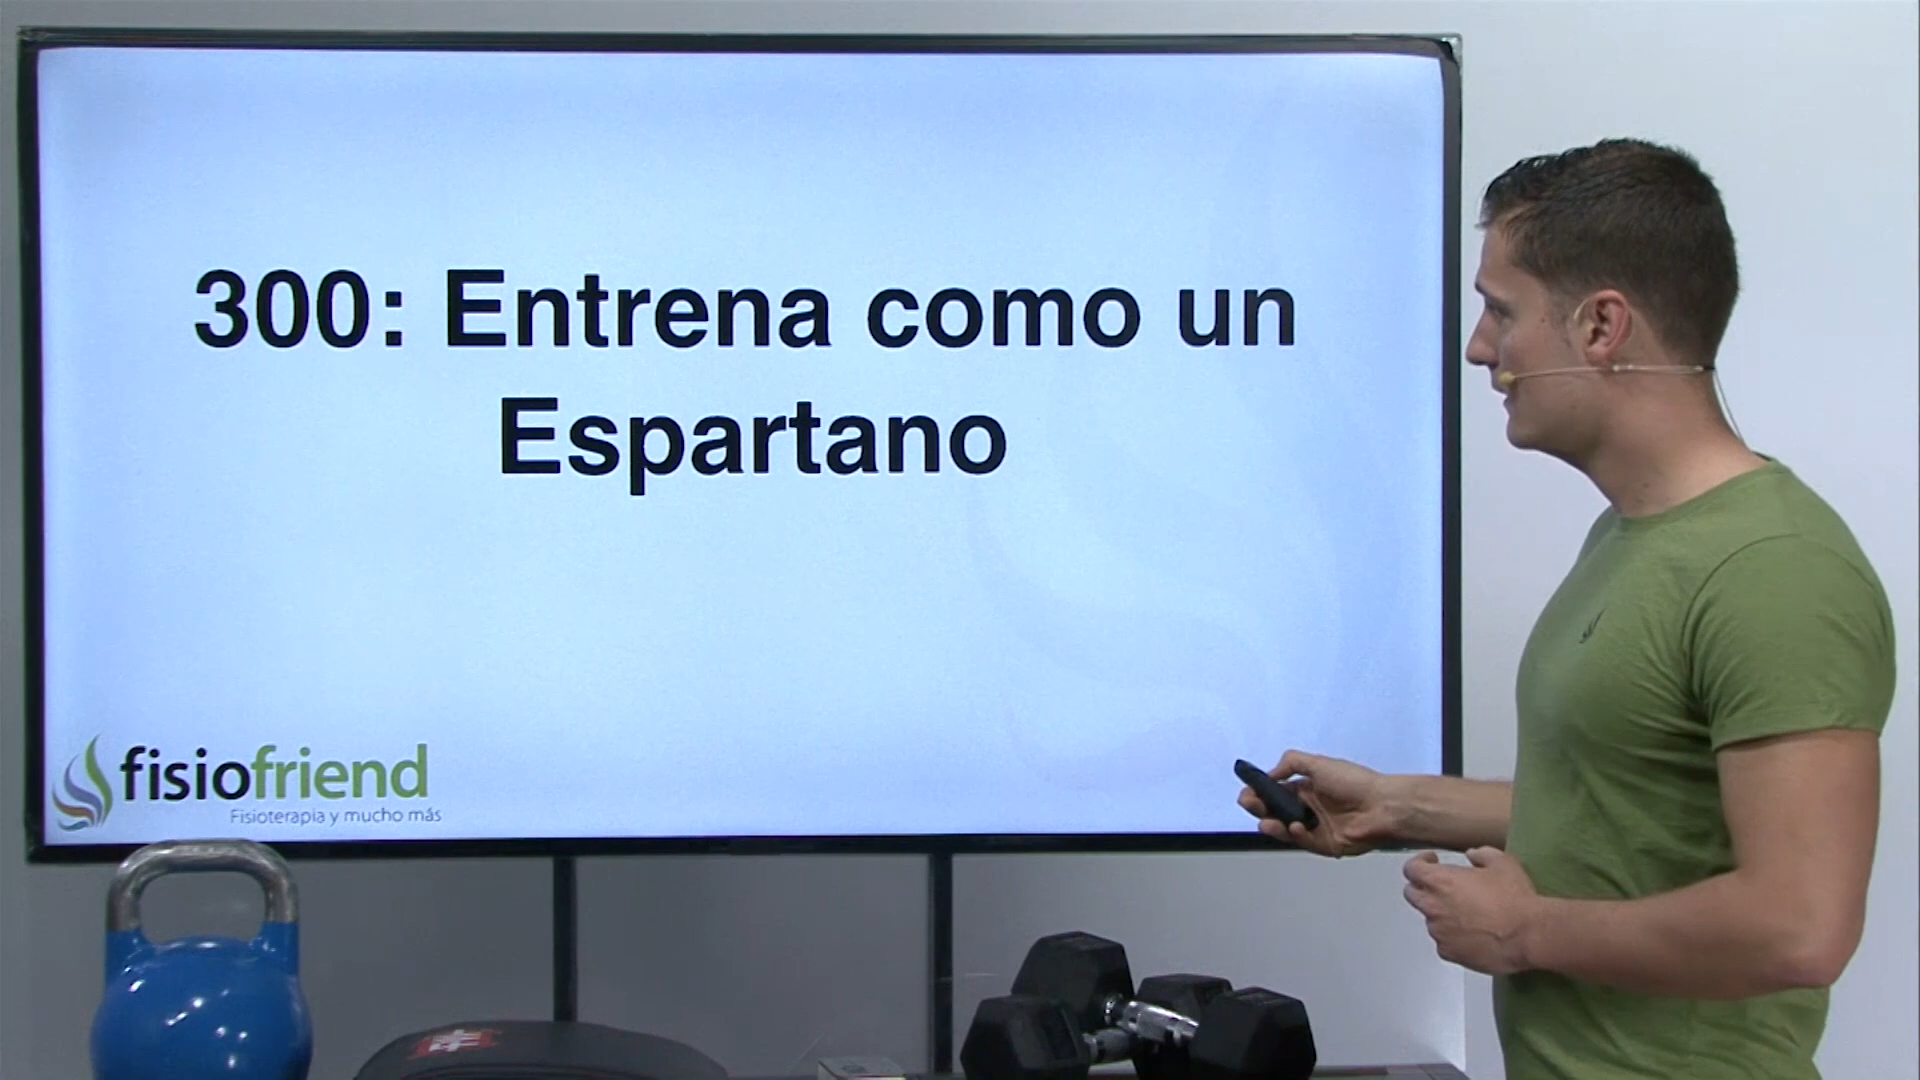 300: Entrena como un
Espartano
fisiofriend
Fisioterapia y mucho más